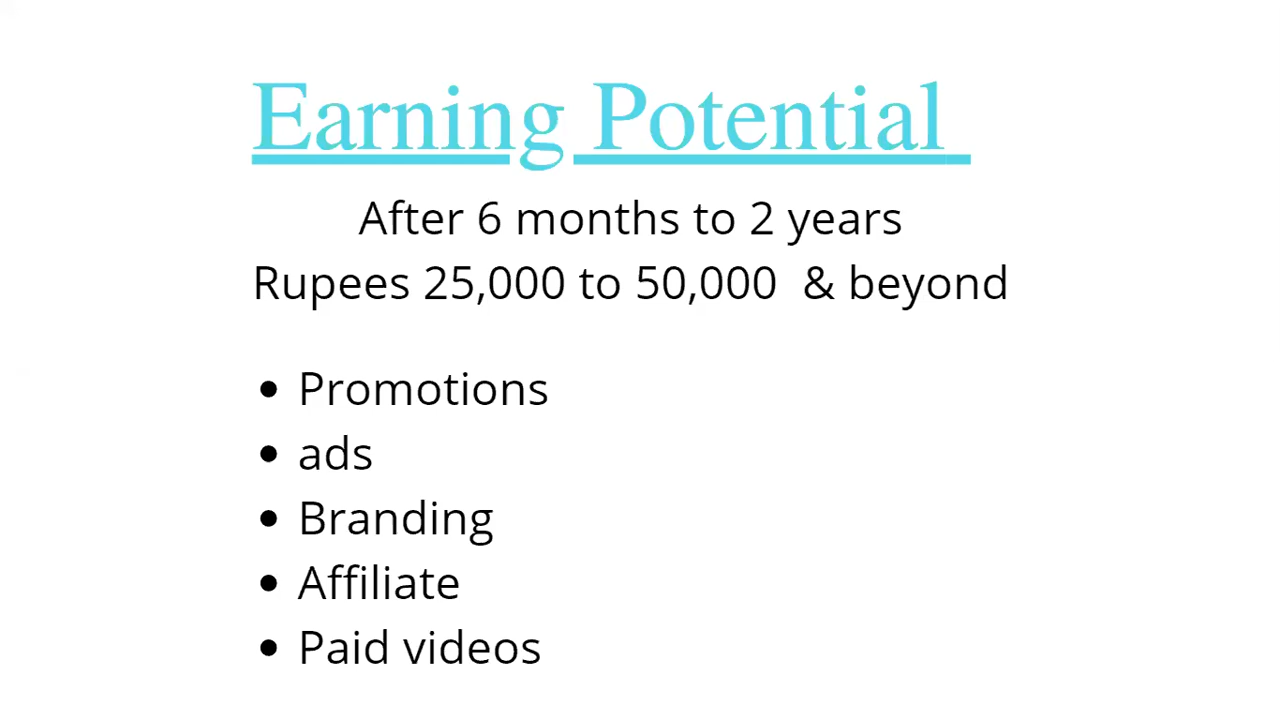 Earning Potential
After 6 months to 2 years
Rupees 25,000 to 50,000 & beyond
• Promotions
• ads
• Branding
• Affiliate
• Paid videos